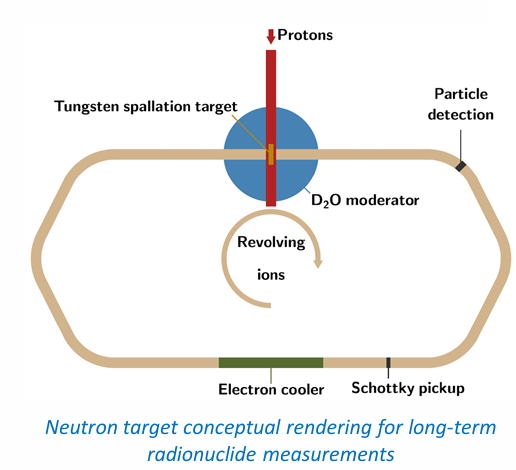 Protons
Particle
detection
Tungsten spallation target
D₂O moderator
Revolving
ions
Electron cooler
Schottky pickup
Neutron target conceptual rendering for long-term
radionuclide measurements